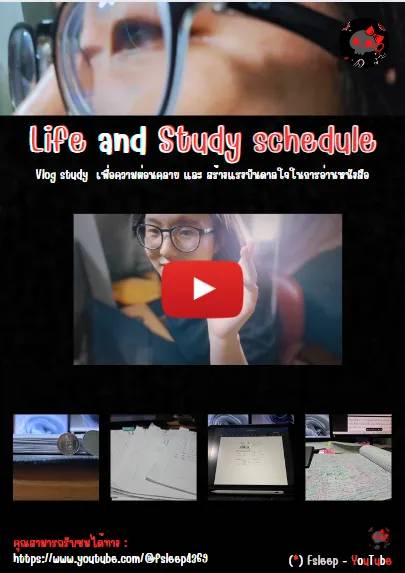 Life and Study schedule
Vlog study เพื่อความผ่อนคลาย และ สร้างแรงบันดาลใจในการอ่านหนังสือ
คุณสามารถรับชมได้ทาง :
https://www.youtube.com/@fsleep4269
(*) Fsleep - YouTube